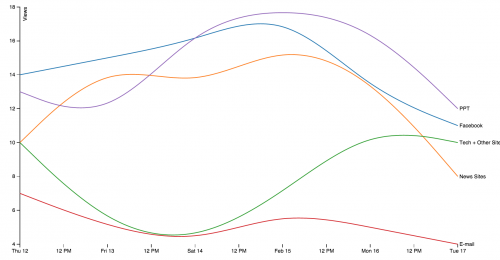 Views
18
16
14
12
10
8
6
4
PPT
Facebook
Tech + Other Site
News Sites
E-mail
Thu 12 12 PM Fri 13 12 PM Sat 14 12 PM Feb 15 12 PM Mon 16 12 PM Tue 17